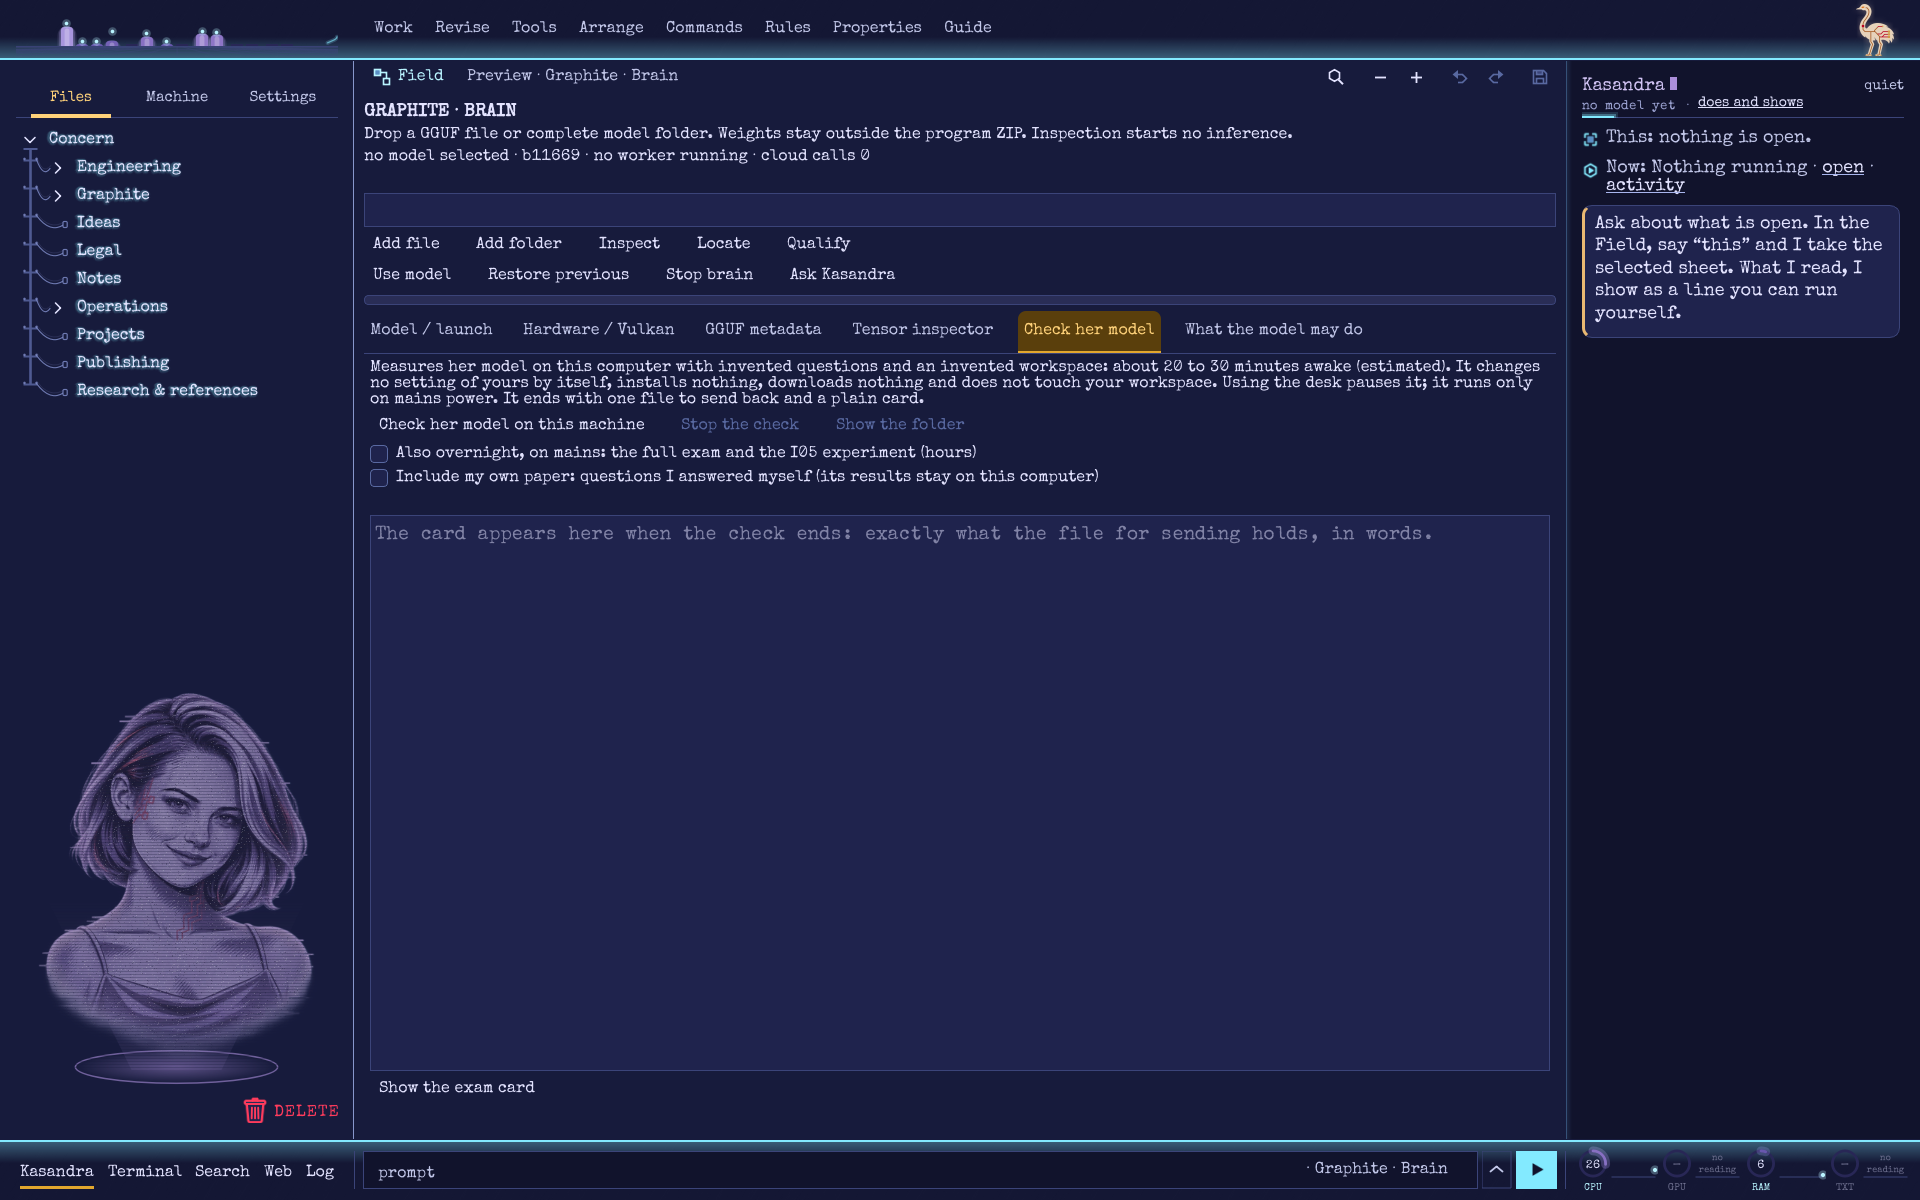 Work Revise Tools Arrange Commands Rules Properties Guide
Files Machine Settings
Concern
Engineering
Graphite
Ideas
Legal
Notes
Operations
Projects
Publishing
Research & references
DELETE
Field Preview · Graphite · Brain
GRAPHITE · BRAIN
Drop a GGUF file or complete model folder. Weights stay outside the program ZIP. Inspection starts no inference.
no model selected · b11669 · no worker running · cloud calls 0
Add file Add folder Inspect Locate Qualify
Use model Restore previous Stop brain Ask Kasandra
Model / launch Hardware / Vulkan GGUF metadata Tensor inspector Check her model What the model may do
Measures her model on this computer with invented questions and an invented workspace: about 20 to 30 minutes awake (estimated). It changes
no setting of yours by itself, installs nothing, downloads nothing and does not touch your workspace. Using the desk pauses it; it runs only
on mains power. It ends with one file to send back and a plain card.
Check her model on this machine Stop the check Show the folder
Also overnight, on mains: the full exam and the I05 experiment (hours)
Include my own paper: questions I answered myself (its results stay on this computer)
The card appears here when the check ends: exactly what the file for sending holds, in words.
Show the exam card
Kasandra quiet
no model yet · does and shows
This: nothing is open.
Now: Nothing running · open ·
activity
Ask about what is open. In the
Field, say “this” and I take the
selected sheet. What I read, I
show as a line you can run
yourself.
Kasandra Terminal Search Web Log
prompt · Graphite · Brain
26 CPU
— GPU no reading
6 RAM
— TXT no reading